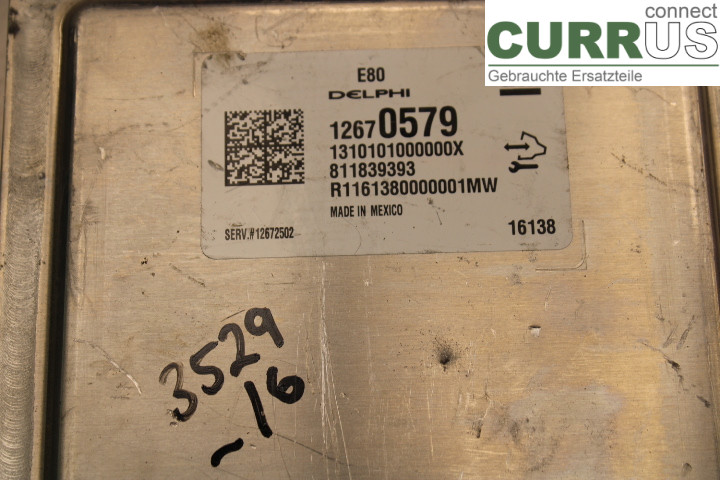 connect
CURRUS
Gebrauchte Ersatzteile
E80
DELPHI
12670579
1310101000000X
811839393
R1161380000001MW
MADE IN MEXICO
SERV.#12672502
16138
3529
-16